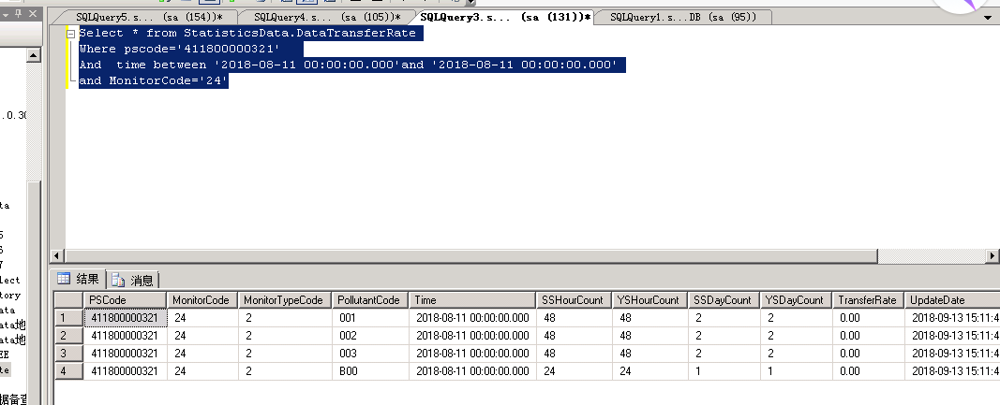 SQLQuery5.s... (sa (154))* SQLQuery4.s... (sa (105))* SQLQuery3.s... (sa (131))* SQLQuery1.s...DB (sa (95))
Select * from StatisticsData.DataTransferRate
Where pscode='411800000321'
And  time between '2018-08-11 00:00:00.000'and '2018-08-11 00:00:00.000'
and MonitorCode='24'
.0.30
ta
5
6
7
lect
tory
ata
ata地
ata地
EE
te
据备查
结果 消息
PSCode MonitorCode MonitorTypeCode PollutantCode Time SSHourCount YSHourCount SSDayCount YSDayCount TransferRate UpdateDate
1 411800000321 24 2 001 2018-08-11 00:00:00.000 48 48 2 2 0.00 2018-09-13 15:11:4
2 411800000321 24 2 002 2018-08-11 00:00:00.000 48 48 2 2 0.00 2018-09-13 15:11:4
3 411800000321 24 2 003 2018-08-11 00:00:00.000 48 48 2 2 0.00 2018-09-13 15:11:4
4 411800000321 24 2 B00 2018-08-11 00:00:00.000 24 24 1 1 0.00 2018-09-13 15:11:4